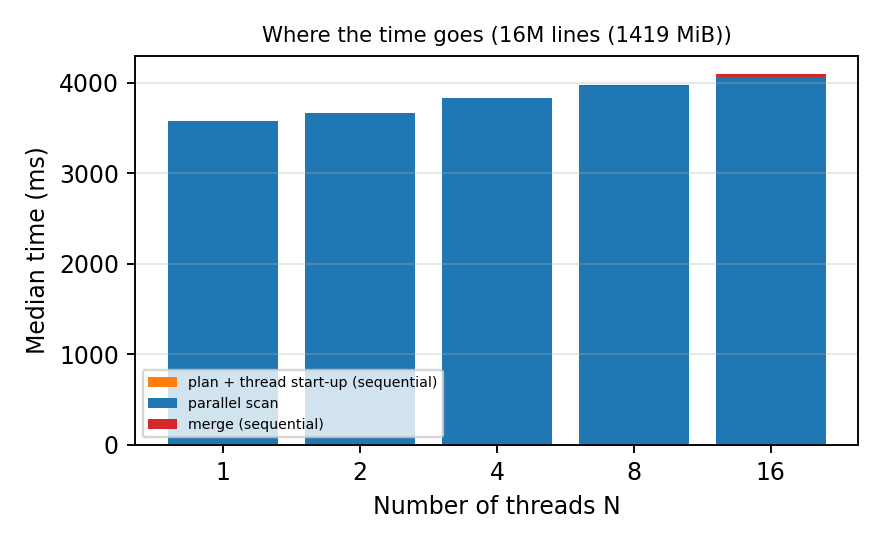 Where the time goes (16M lines (1419 MiB))
Median time (ms)
4000
3000
2000
1000
0
plan + thread start-up (sequential)
parallel scan
merge (sequential)
1 2 4 8 16
Number of threads N